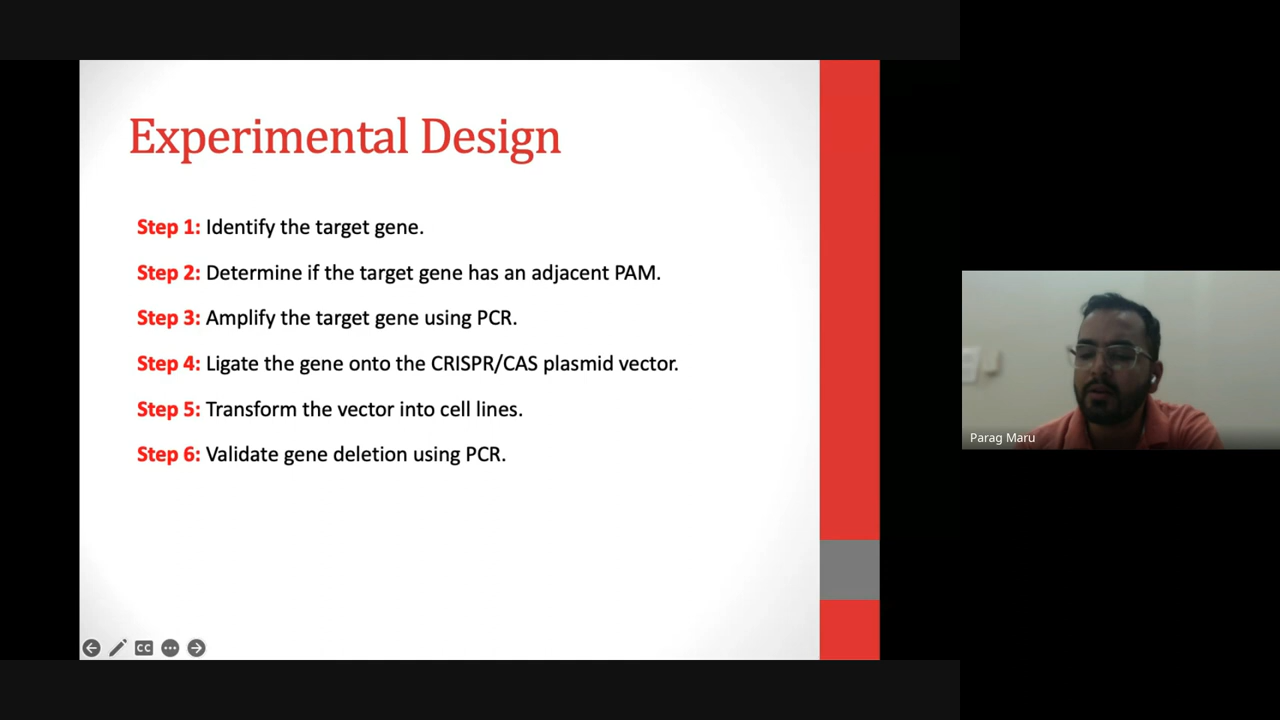 Experimental Design
Step 1: Identify the target gene.
Step 2: Determine if the target gene has an adjacent PAM.
Step 3: Amplify the target gene using PCR.
Step 4: Ligate the gene onto the CRISPR/CAS plasmid vector.
Step 5: Transform the vector into cell lines.
Step 6: Validate gene deletion using PCR.
CC
Parag Maru